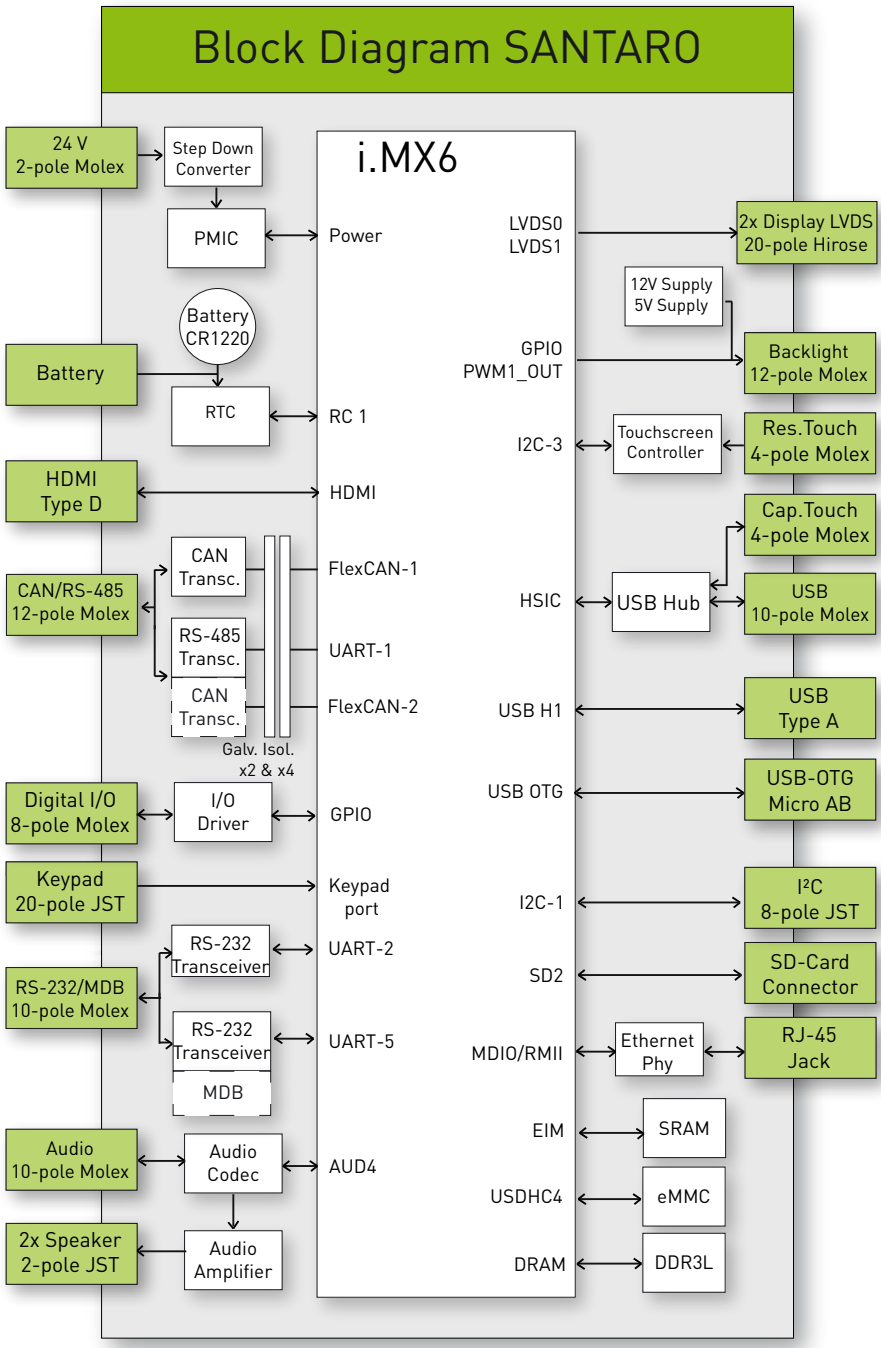 Block Diagram SANTARO
i.MX6
24 V
2-pole Molex
Step Down
Converter
PMIC
Power
Battery
CR1220
Battery
RTC
RC 1
HDMI
Type D
HDMI
CAN/RS-485
12-pole Molex
CAN
Transc.
FlexCAN-1
RS-485
Transc.
UART-1
CAN
Transc.
FlexCAN-2
Galv. Isol.
x2 & x4
Digital I/O
8-pole Molex
I/O
Driver
GPIO
Keypad
20-pole JST
Keypad
port
RS-232/MDB
10-pole Molex
RS-232
Transceiver
UART-2
RS-232
Transceiver
UART-5
MDB
Audio
10-pole Molex
Audio
Codec
AUD4
2x Speaker
2-pole JST
Audio
Amplifier
LVDS0
LVDS1
2x Display LVDS
20-pole Hirose
12V Supply
5V Supply
GPIO
PWM1_OUT
Backlight
12-pole Molex
I2C-3
Touchscreen
Controller
Res.Touch
4-pole Molex
Cap.Touch
4-pole Molex
HSIC
USB Hub
USB
10-pole Molex
USB H1
USB
Type A
USB OTG
USB-OTG
Micro AB
I2C-1
I²C
8-pole JST
SD2
SD-Card
Connector
MDIO/RMII
Ethernet
Phy
RJ-45
Jack
EIM
SRAM
USDHC4
eMMC
DRAM
DDR3L